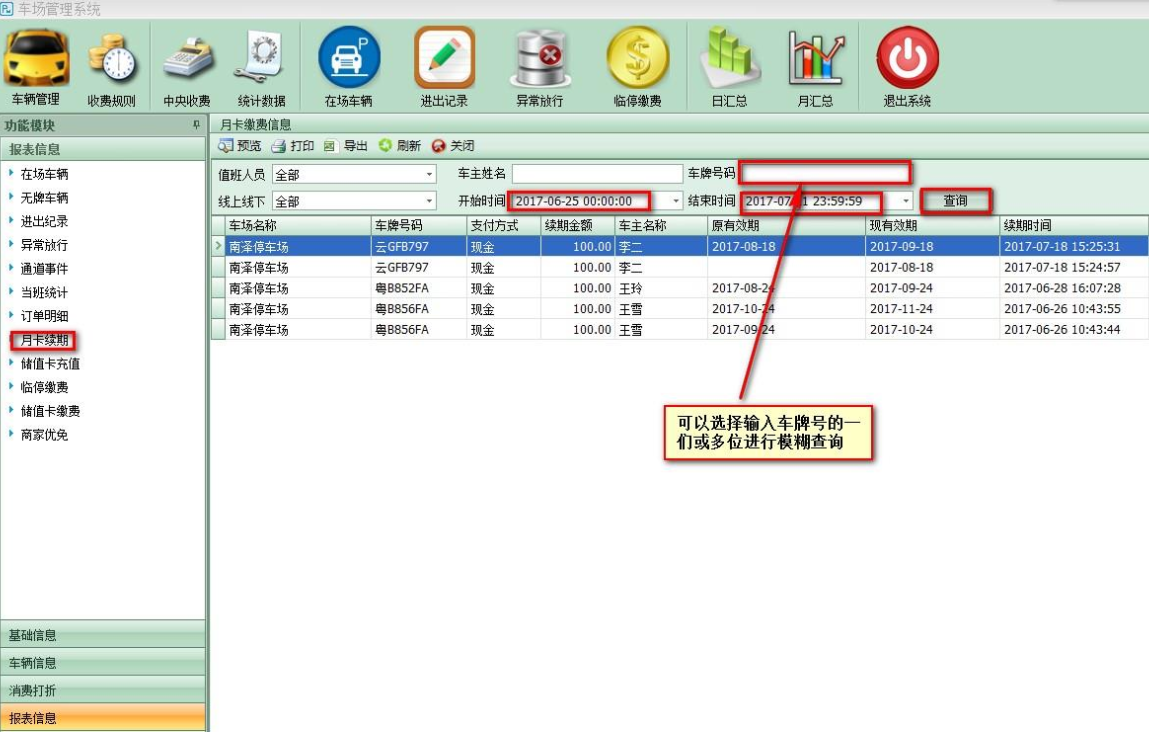 车场管理系统
车辆管理 收费规则 中央收费 统计数据 在场车辆 进出记录 异常放行 临停缴费 日汇总 月汇总 退出系统
功能模块
报表信息
在场车辆
无牌车辆
进出纪录
异常放行
通道事件
当班统计
订单明细
月卡续期
储值卡充值
临停缴费
储值卡缴费
商家优免
基础信息
车辆信息
消费打折
报表信息
月卡缴费信息
预览 打印 导出 刷新 关闭
值班人员 全部 车主姓名 车牌号码
线上线下 全部 开始时间 2017-06-25 00:00:00 结束时间 2017-07 1 23:59:59 查询
车场名称 车牌号码 支付方式 续期金额 车主名称 原有效期 现有效期 续期时间
南泽停车场 云GFB797 现金 100.00 李二 2017-08-18 2017-09-18 2017-07-18 15:25:31
南泽停车场 云GFB797 现金 100.00 李二 2017-08-18 2017-07-18 15:24:57
南泽停车场 粤B852FA 现金 100.00 王玲 2017-08-24 2017-09-24 2017-06-28 16:07:28
南泽停车场 粤B856FA 现金 100.00 王雪 2017-10-24 2017-11-24 2017-06-26 10:43:55
南泽停车场 粤B856FA 现金 100.00 王雪 2017-09-24 2017-10-24 2017-06-26 10:43:44
可以选择输入车牌号的一
们或多位进行模糊查询